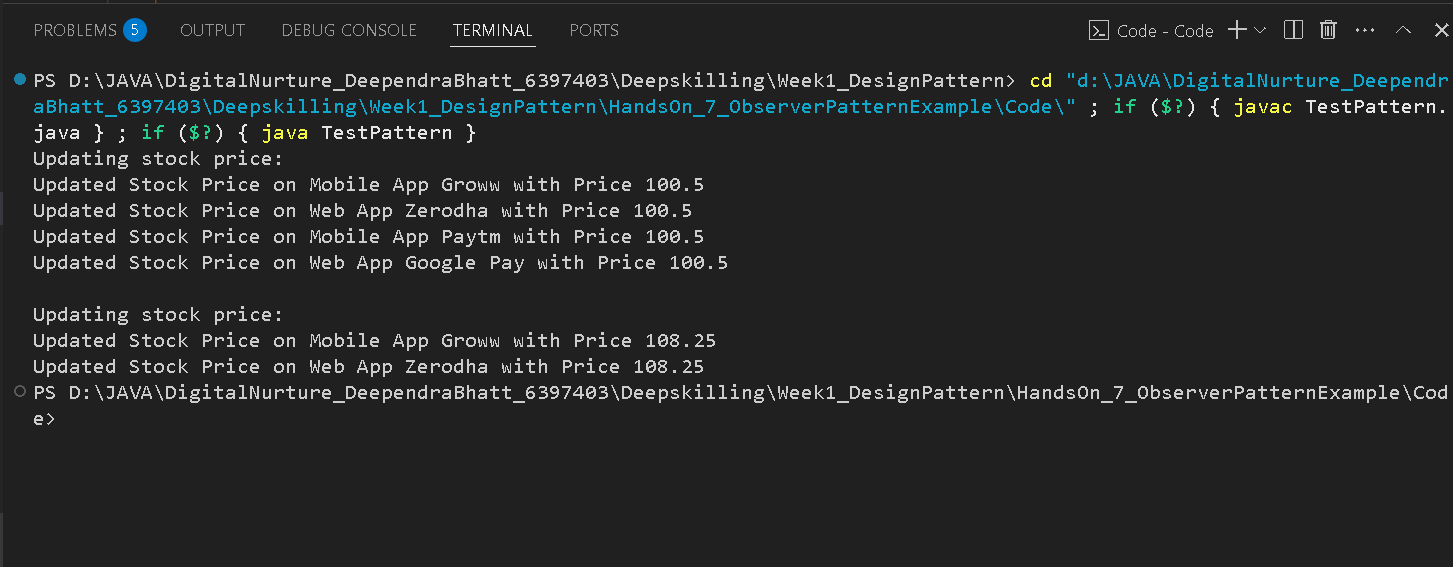 PROBLEMS 5 OUTPUT DEBUG CONSOLE TERMINAL PORTS Code - Code
PS D:\JAVA\DigitalNurture_DeependraBhatt_6397403\Deepskilling\Week1_DesignPattern> cd "d:\JAVA\DigitalNurture_Deependr
aBhatt_6397403\Deepskilling\Week1_DesignPattern\HandsOn_7_ObserverPatternExample\Code\" ; if ($?) { javac TestPattern.
java } ; if ($?) { java TestPattern }
Updating stock price:
Updated Stock Price on Mobile App Groww with Price 100.5
Updated Stock Price on Web App Zerodha with Price 100.5
Updated Stock Price on Mobile App Paytm with Price 100.5
Updated Stock Price on Web App Google Pay with Price 100.5
Updating stock price:
Updated Stock Price on Mobile App Groww with Price 108.25
Updated Stock Price on Web App Zerodha with Price 108.25
PS D:\JAVA\DigitalNurture_DeependraBhatt_6397403\Deepskilling\Week1_DesignPattern\HandsOn_7_ObserverPatternExample\Cod
e>